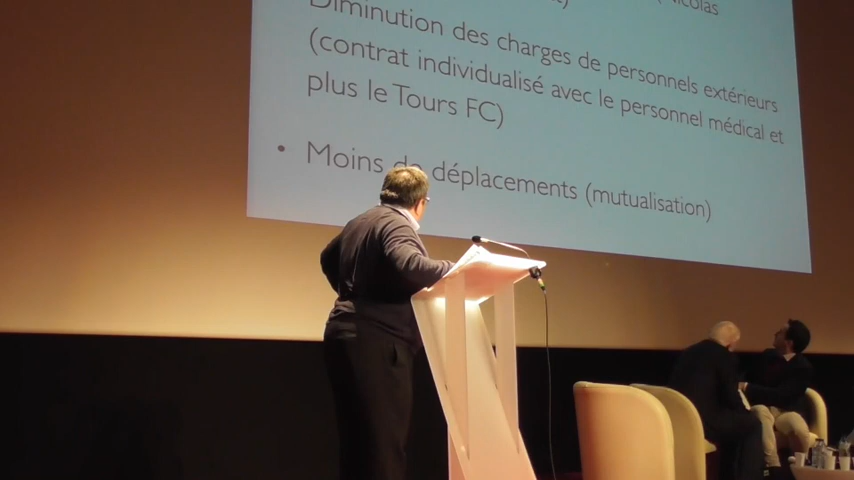 (Nicolas
Diminution des charges de personnels extérieurs
(contrat individualisé avec le personnel médical et
plus le Tours FC)
• Moins de déplacements (mutualisation)